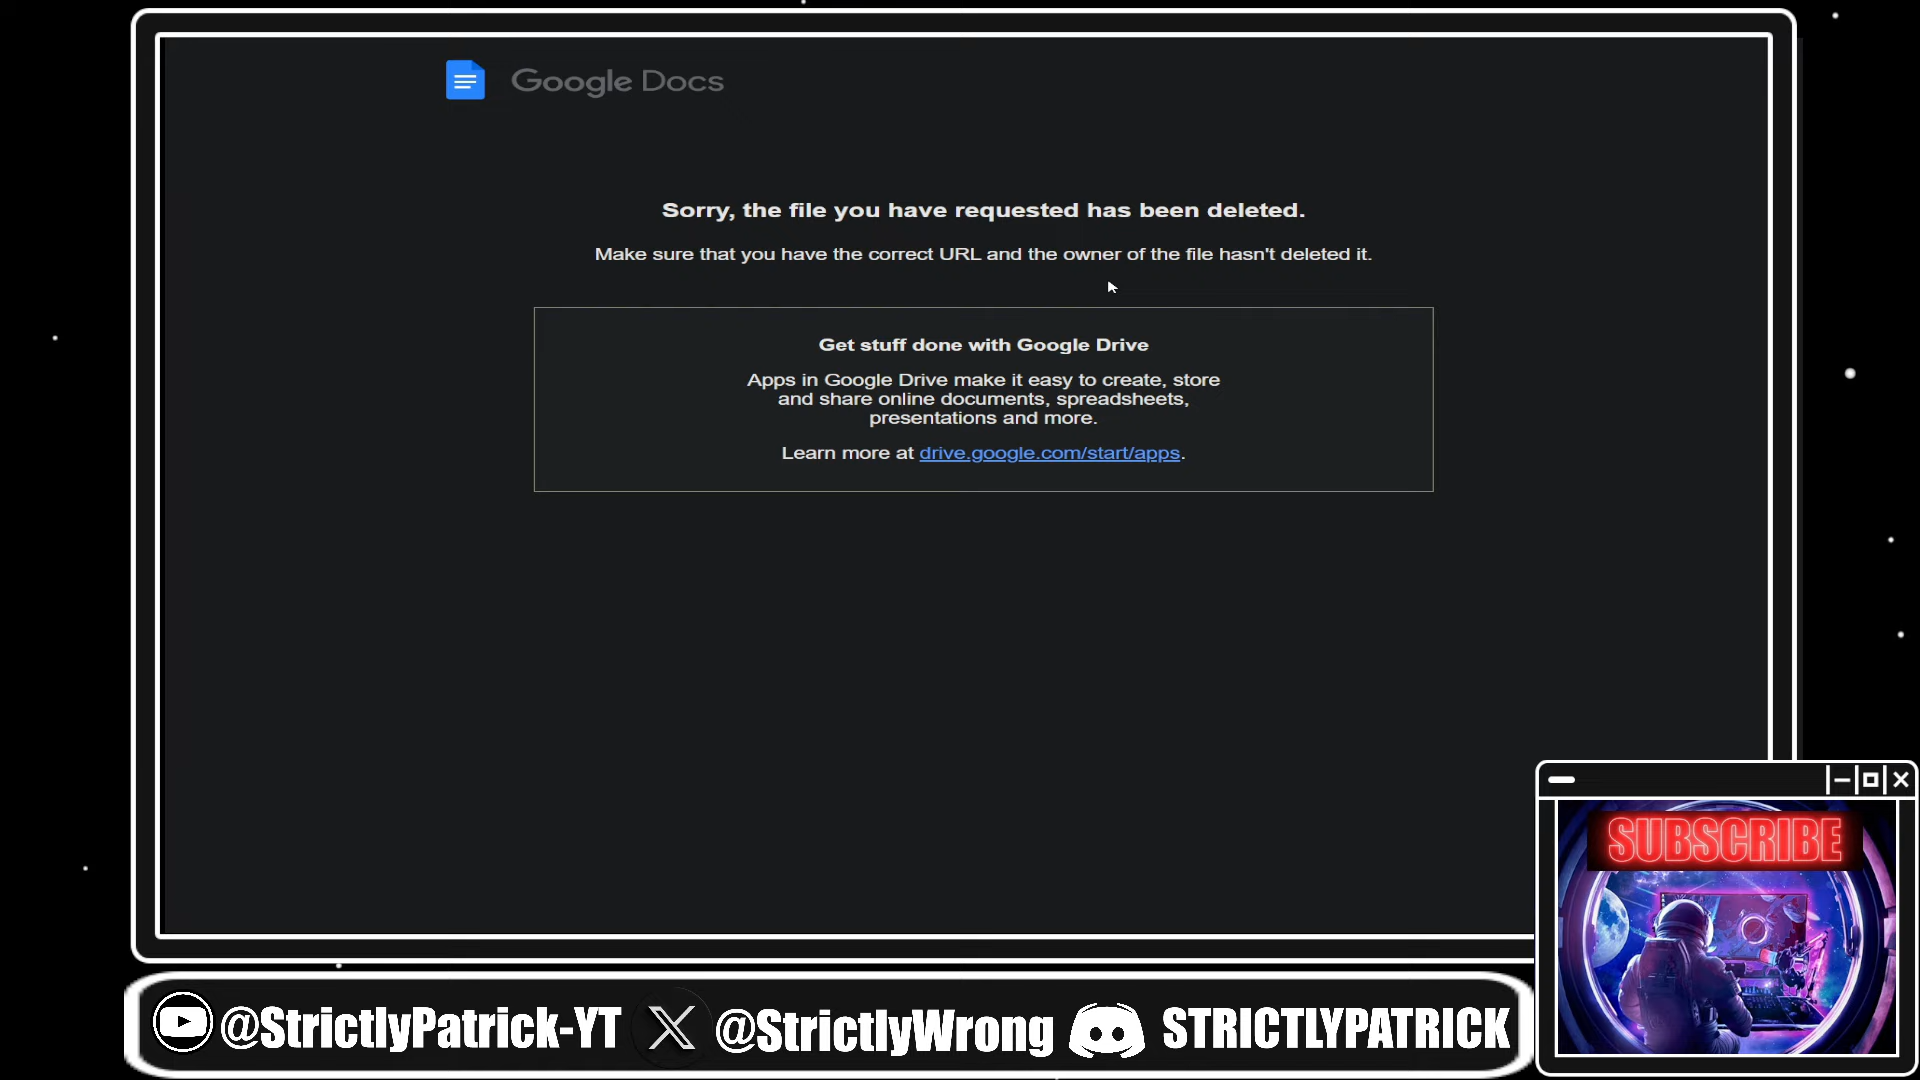 Google Docs
Sorry, the file you have requested has been deleted.
Make sure that you have the correct URL and the owner of the file hasn't deleted it.
Get stuff done with Google Drive
Apps in Google Drive make it easy to create, store
and share online documents, spreadsheets,
presentations and more.
Learn more at drive.google.com/start/apps.
SUBSCRIBE
@StrictlyPatrick-YT @StrictlyWrong STRICTLYPATRICK